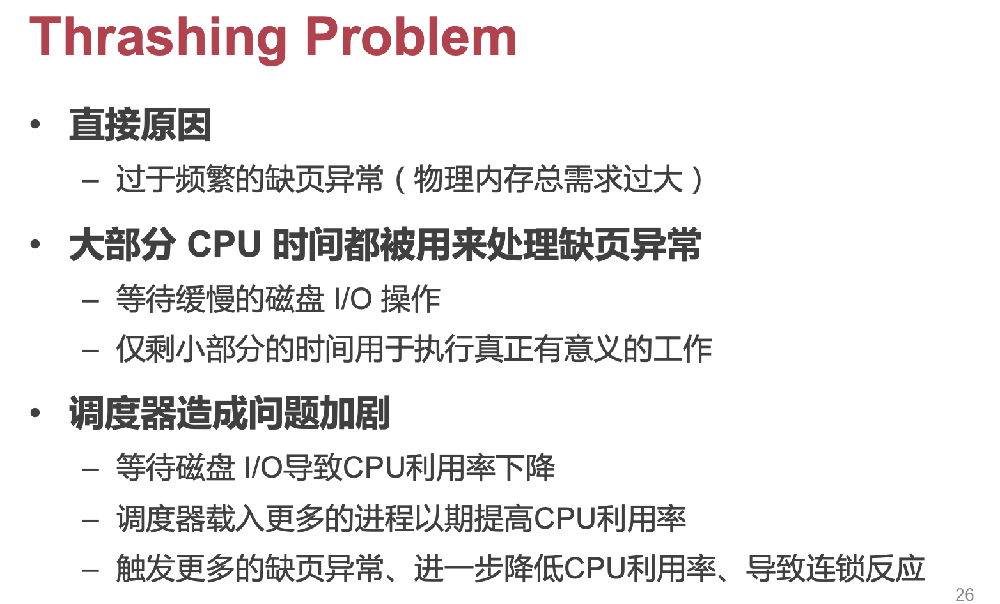 Thrashing Problem
• 直接原因
– 过于频繁的缺页异常（物理内存总需求过大）
• 大部分 CPU 时间都被用来处理缺页异常
– 等待缓慢的磁盘 I/O 操作
– 仅剩小部分的时间用于执行真正有意义的工作
• 调度器造成问题加剧
– 等待磁盘 I/O导致CPU利用率下降
– 调度器载入更多的进程以期提高CPU利用率
– 触发更多的缺页异常、进一步降低CPU利用率、导致连锁反应
26